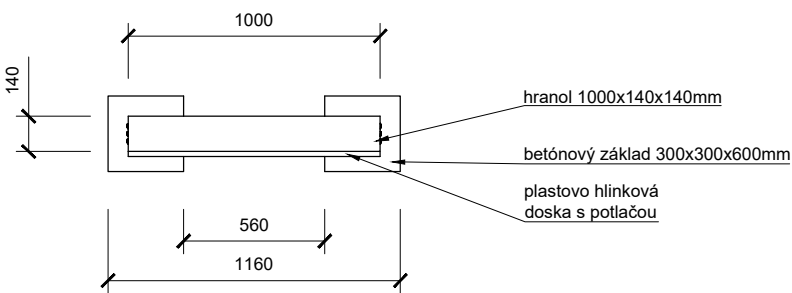 1000
140
hranol 1000x140x140mm
betónový základ 300x300x600mm
plastovo hlinková
doska s potlačou
560
1160